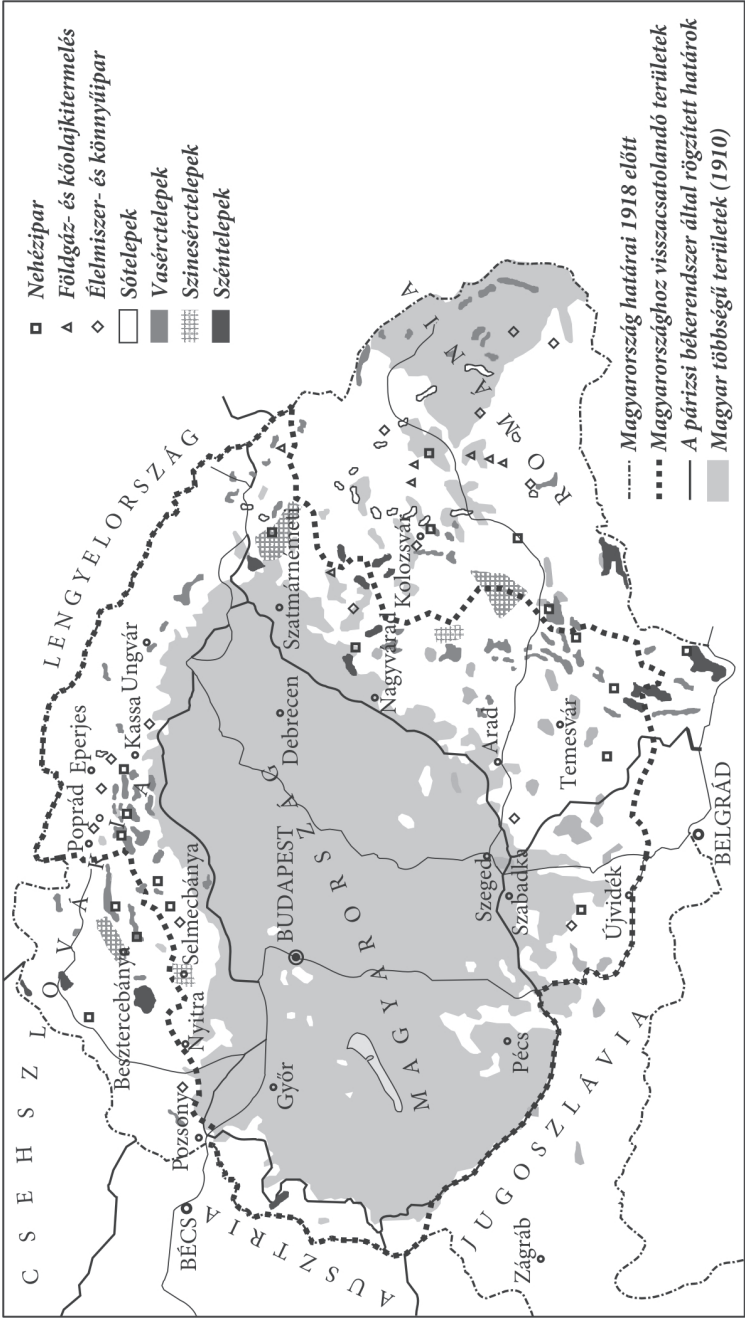 Nehézipar
Földgáz- és kőolajkitermelés
Élelmiszer- és könnyűipar
Sótelepek
Vasérctelepek
Szinesérctelepek
Széntelepek
CSEHSZLOVÁKIA
LENGYELORSZÁG
Poprád
Eperjes
Kassa
Ungvár
Besztercebánya
Selmecbánya
Nyitra
Pozsony
BÉCS
AUSZTRIA
Győr
BUDAPEST
MAGYARORSZÁG
Debrecen
Szatmárnémeti
Nagyvárad
Kolozsvár
ROMÁNIA
Pécs
Szeged
Szabadka
Arad
Temesvár
Újvidék
Zágráb
JUGOSZLÁVIA
BELGRÁD
Magyarország határai 1918 előtt
Magyarországhoz visszacsatolandó területek
A párizsi békerendszer által rögzített határok
Magyar többségű területek (1910)